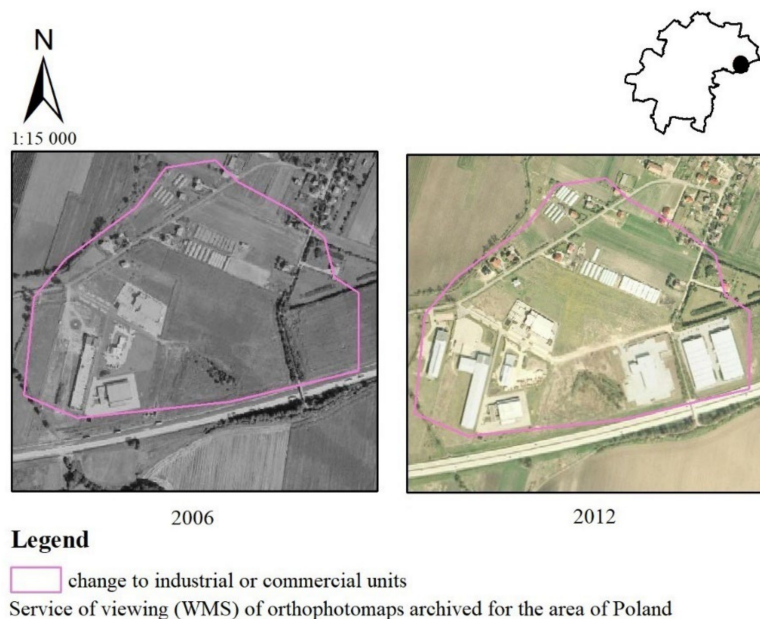 N
1:15 000
2006
2012
Legend
change to industrial or commercial units
Service of viewing (WMS) of orthophotomaps archived for the area of Poland